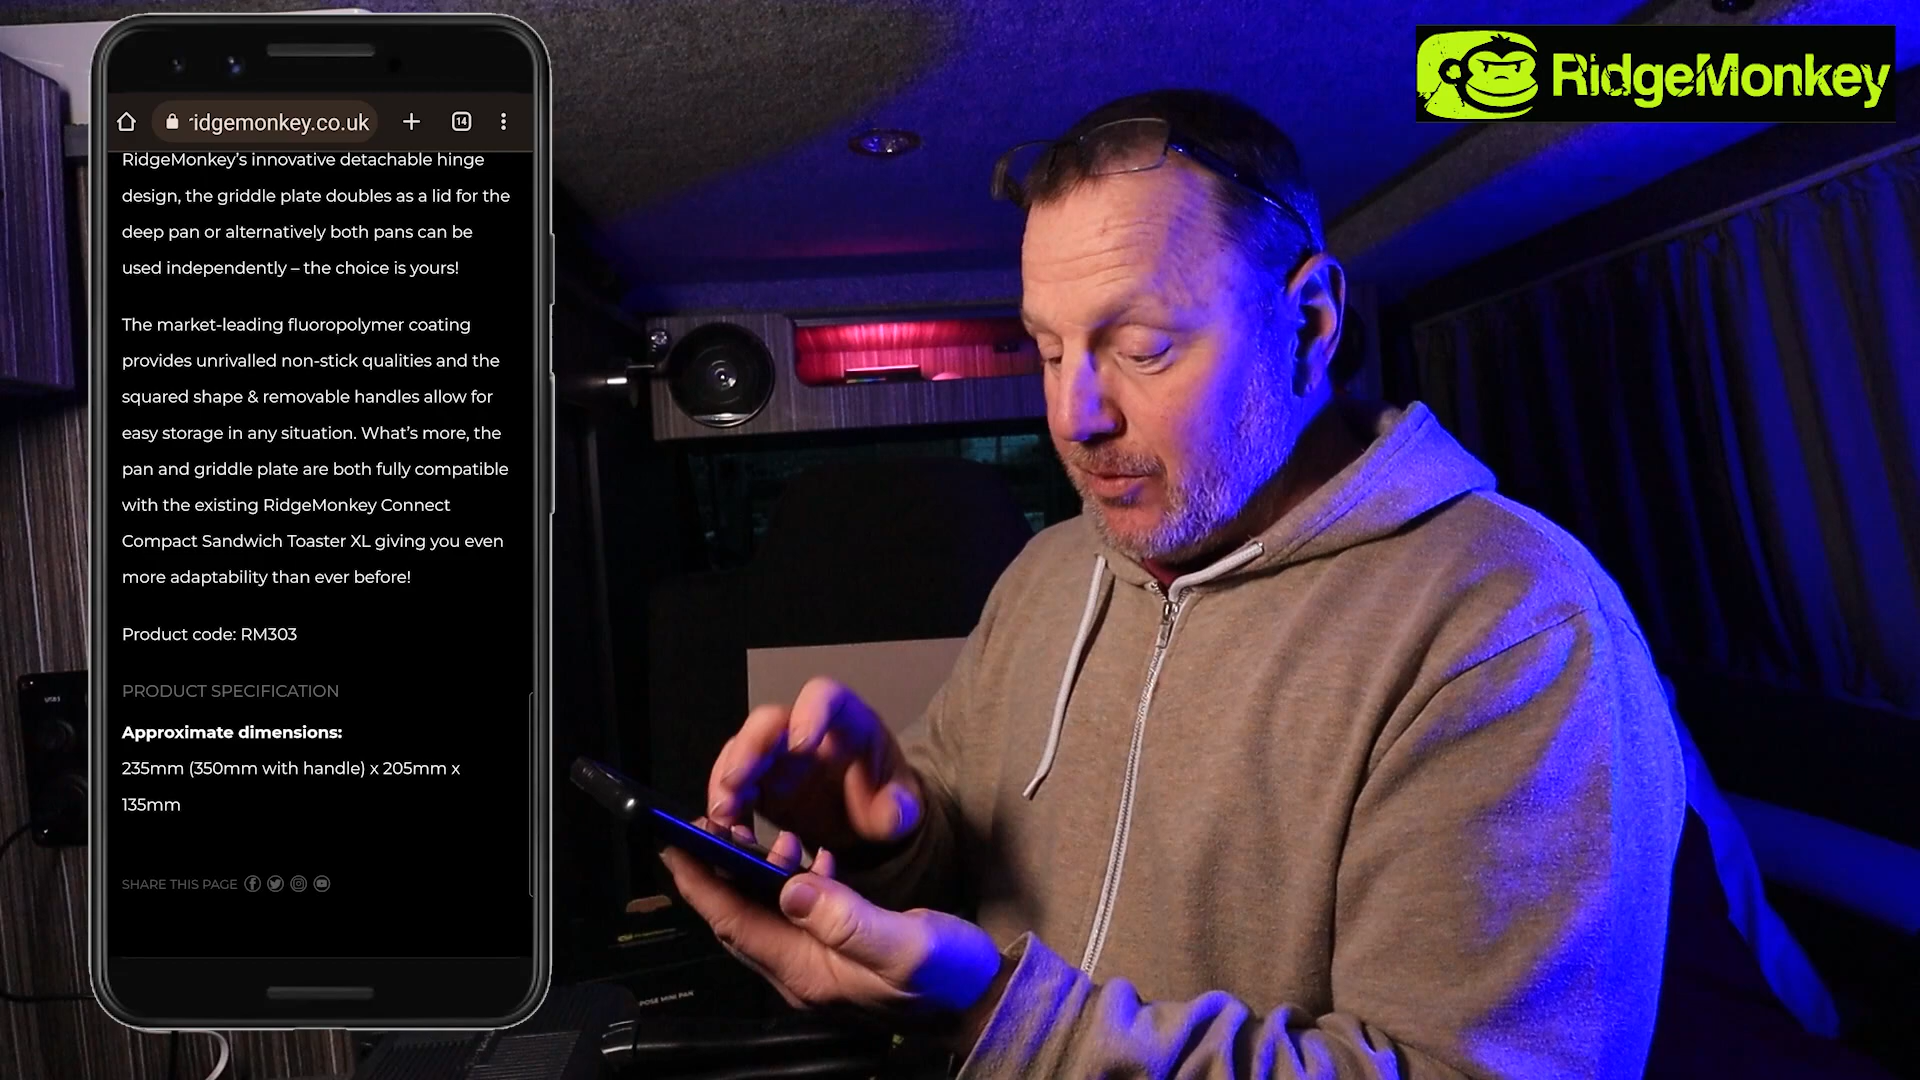 ridgemonkey.co.uk
14
RidgeMonkey
RidgeMonkey's innovative detachable hinge
design, the griddle plate doubles as a lid for the
deep pan or alternatively both pans can be
used independently – the choice is yours!
The market-leading fluoropolymer coating
provides unrivalled non-stick qualities and the
squared shape & removable handles allow for
easy storage in any situation. What's more, the
pan and griddle plate are both fully compatible
with the existing RidgeMonkey Connect
Compact Sandwich Toaster XL giving you even
more adaptability than ever before!
Product code: RM303
PRODUCT SPECIFICATION
Approximate dimensions:
235mm (350mm with handle) x 205mm x
135mm
SHARE THIS PAGE
POSE MINI PAN